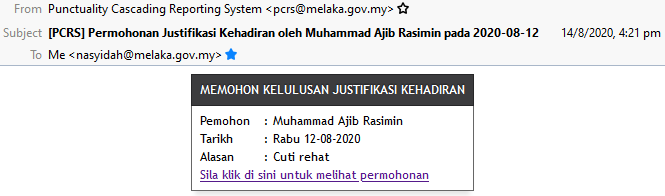 From Punctuality Cascading Reporting System <pcrs@melaka.gov.my>
Subject [PCRS] Permohonan Justifikasi Kehadiran oleh Muhammad Ajib Rasimin pada 2020-08-12 14/8/2020, 4:21 pm
To Me <nasyidah@melaka.gov.my>
MEMOHON KELULUSAN JUSTIFIKASI KEHADIRAN
Pemohon : Muhammad Ajib Rasimin
Tarikh : Rabu 12-08-2020
Alasan : Cuti rehat
Sila klik di sini untuk melihat permohonan